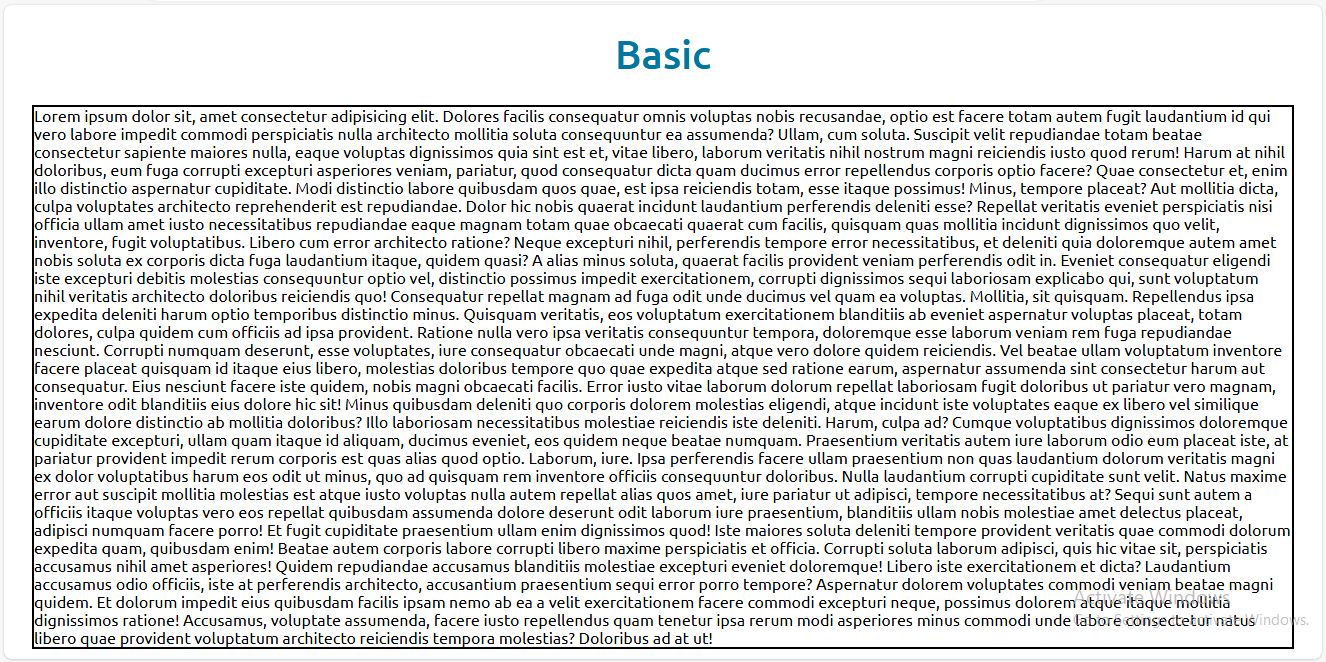 Basic
Lorem ipsum dolor sit, amet consectetur adipisicing elit. Dolores facilis consequatur omnis voluptas nobis recusandae, optio est facere totam autem fugit laudantium id qui
vero labore impedit commodi perspiciatis nulla architecto mollitia soluta consequuntur ea assumenda? Ullam, cum soluta. Suscipit velit repudiandae totam beatae
consectetur sapiente maiores nulla, eaque voluptas dignissimos quia sint est et, vitae libero, laborum veritatis nihil nostrum magni reiciendis iusto quod rerum! Harum at nihil
doloribus, eum fuga corrupti excepturi asperiores veniam, pariatur, quod consequatur dicta quam ducimus error repellendus corporis optio facere? Quae consectetur et, enim
illo distinctio aspernatur cupiditate. Modi distinctio labore quibusdam quos quae, est ipsa reiciendis totam, esse itaque possimus! Minus, tempore placeat? Aut mollitia dicta,
culpa voluptates architecto reprehenderit est repudiandae. Dolor hic nobis quaerat incidunt laudantium perferendis deleniti esse? Repellat veritatis eveniet perspiciatis nisi
officia ullam amet iusto necessitatibus repudiandae eaque magnam totam quae obcaecati quaerat cum facilis, quisquam quas mollitia incidunt dignissimos quo velit,
inventore, fugit voluptatibus. Libero cum error architecto ratione? Neque excepturi nihil, perferendis tempore error necessitatibus, et deleniti quia doloremque autem amet
nobis soluta ex corporis dicta fuga laudantium itaque, quidem quasi? A alias minus soluta, quaerat facilis provident veniam perferendis odit in. Eveniet consequatur eligendi
iste excepturi debitis molestias consequuntur optio vel, distinctio possimus impedit exercitationem, corrupti dignissimos sequi laboriosam explicabo qui, sunt voluptatum
nihil veritatis architecto doloribus reiciendis quo! Consequatur repellat magnam ad fuga odit unde ducimus vel quam ea voluptas. Mollitia, sit quisquam. Repellendus ipsa
expedita deleniti harum optio temporibus distinctio minus. Quisquam veritatis, eos voluptatum exercitationem blanditiis ab eveniet aspernatur voluptas placeat, totam
dolores, culpa quidem cum officiis ad ipsa provident. Ratione nulla vero ipsa veritatis consequuntur tempora, doloremque esse laborum veniam rem fuga repudiandae
nesciunt. Corrupti numquam deserunt, esse voluptates, iure consequatur obcaecati unde magni, atque vero dolore quidem reiciendis. Vel beatae ullam voluptatum inventore
facere placeat quisquam id itaque eius libero, molestias doloribus tempore quo quae expedita atque sed ratione earum, aspernatur assumenda sint consectetur harum aut
consequatur. Eius nesciunt facere iste quidem, nobis magni obcaecati facilis. Error iusto vitae laborum dolorum repellat laboriosam fugit doloribus ut pariatur vero magnam,
inventore odit blanditiis eius dolore hic sit! Minus quibusdam deleniti quo corporis dolorem molestias eligendi, atque incidunt iste voluptates eaque ex libero vel similique
earum dolore distinctio ab mollitia doloribus? Illo laboriosam necessitatibus molestiae reiciendis iste deleniti. Harum, culpa ad? Cumque voluptatibus dignissimos doloremque
cupiditate excepturi, ullam quam itaque id aliquam, ducimus eveniet, eos quidem neque beatae numquam. Praesentium veritatis autem iure laborum odio eum placeat iste, at
pariatur provident impedit rerum corporis est quas alias quod optio. Laborum, iure. Ipsa perferendis facere ullam praesentium non quas laudantium dolorum veritatis magni
ex dolor voluptatibus harum eos odit ut minus, quo ad quisquam rem inventore officiis consequuntur doloribus. Nulla laudantium corrupti cupiditate sunt velit. Natus maxime
error aut suscipit mollitia molestias est atque iusto voluptas nulla autem repellat alias quos amet, iure pariatur ut adipisci, tempore necessitatibus at? Sequi sunt autem a
officiis itaque voluptas vero eos repellat quibusdam assumenda dolore deserunt odit laborum iure praesentium, blanditiis ullam nobis molestiae amet delectus placeat,
adipisci numquam facere porro! Et fugit cupiditate praesentium ullam enim dignissimos quod! Iste maiores soluta deleniti tempore provident veritatis quae commodi dolorum
expedita quam, quibusdam enim! Beatae autem corporis labore corrupti libero maxime perspiciatis et officia. Corrupti soluta laborum adipisci, quis hic vitae sit, perspiciatis
accusamus nihil amet asperiores! Quidem repudiandae accusamus blanditiis molestiae excepturi eveniet doloremque! Libero iste exercitationem et dicta? Laudantium
accusamus odio officiis, iste at perferendis architecto, accusantium praesentium sequi error porro tempore? Aspernatur dolorem voluptates commodi veniam beatae magni
quidem. Et dolorum impedit eius quibusdam facilis ipsam nemo ab ea a velit exercitationem facere commodi excepturi neque, possimus dolorem atque itaque mollitia
dignissimos ratione! Accusamus, voluptate assumenda, facere iusto repellendus quam tenetur ipsa rerum modi asperiores minus commodi unde labore consectetur natus
libero quae provident voluptatum architecto reiciendis tempora molestias? Doloribus ad at ut!
Activate Windows
Go to Settings to activate Windows.